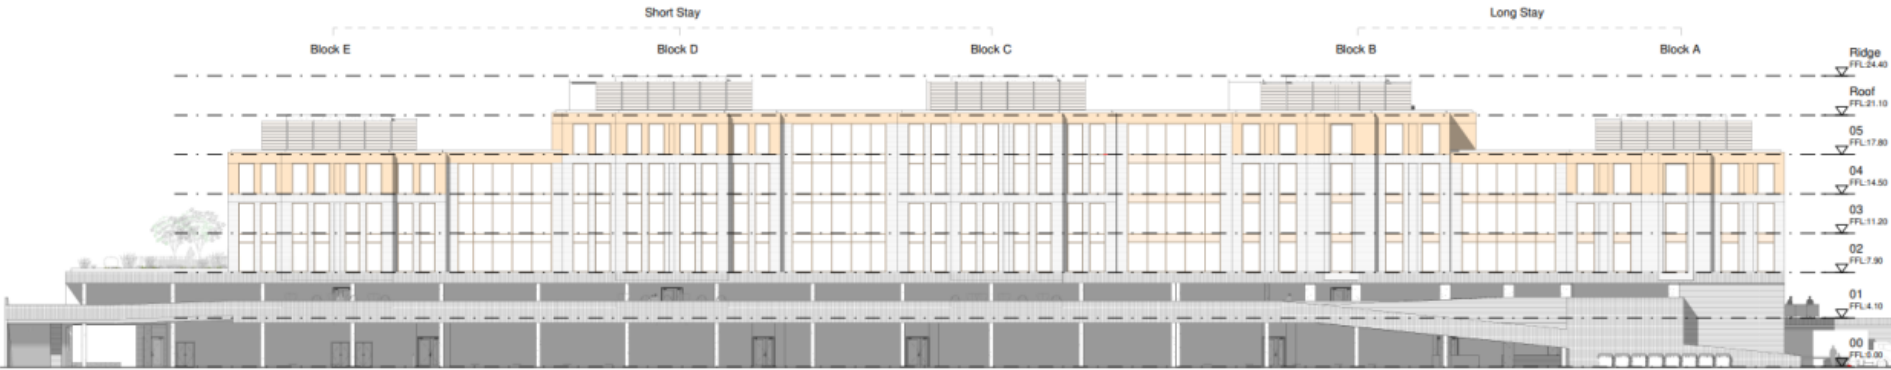 Short Stay
Long Stay
Block E
Block D
Block C
Block B
Block A
Ridge
FFL:24.40
Roof
FFL:21.10
05
FFL:17.80
04
FFL:14.50
03
FFL:11.20
02
FFL:7.90
01
FFL:4.10
00
FFL:0.00